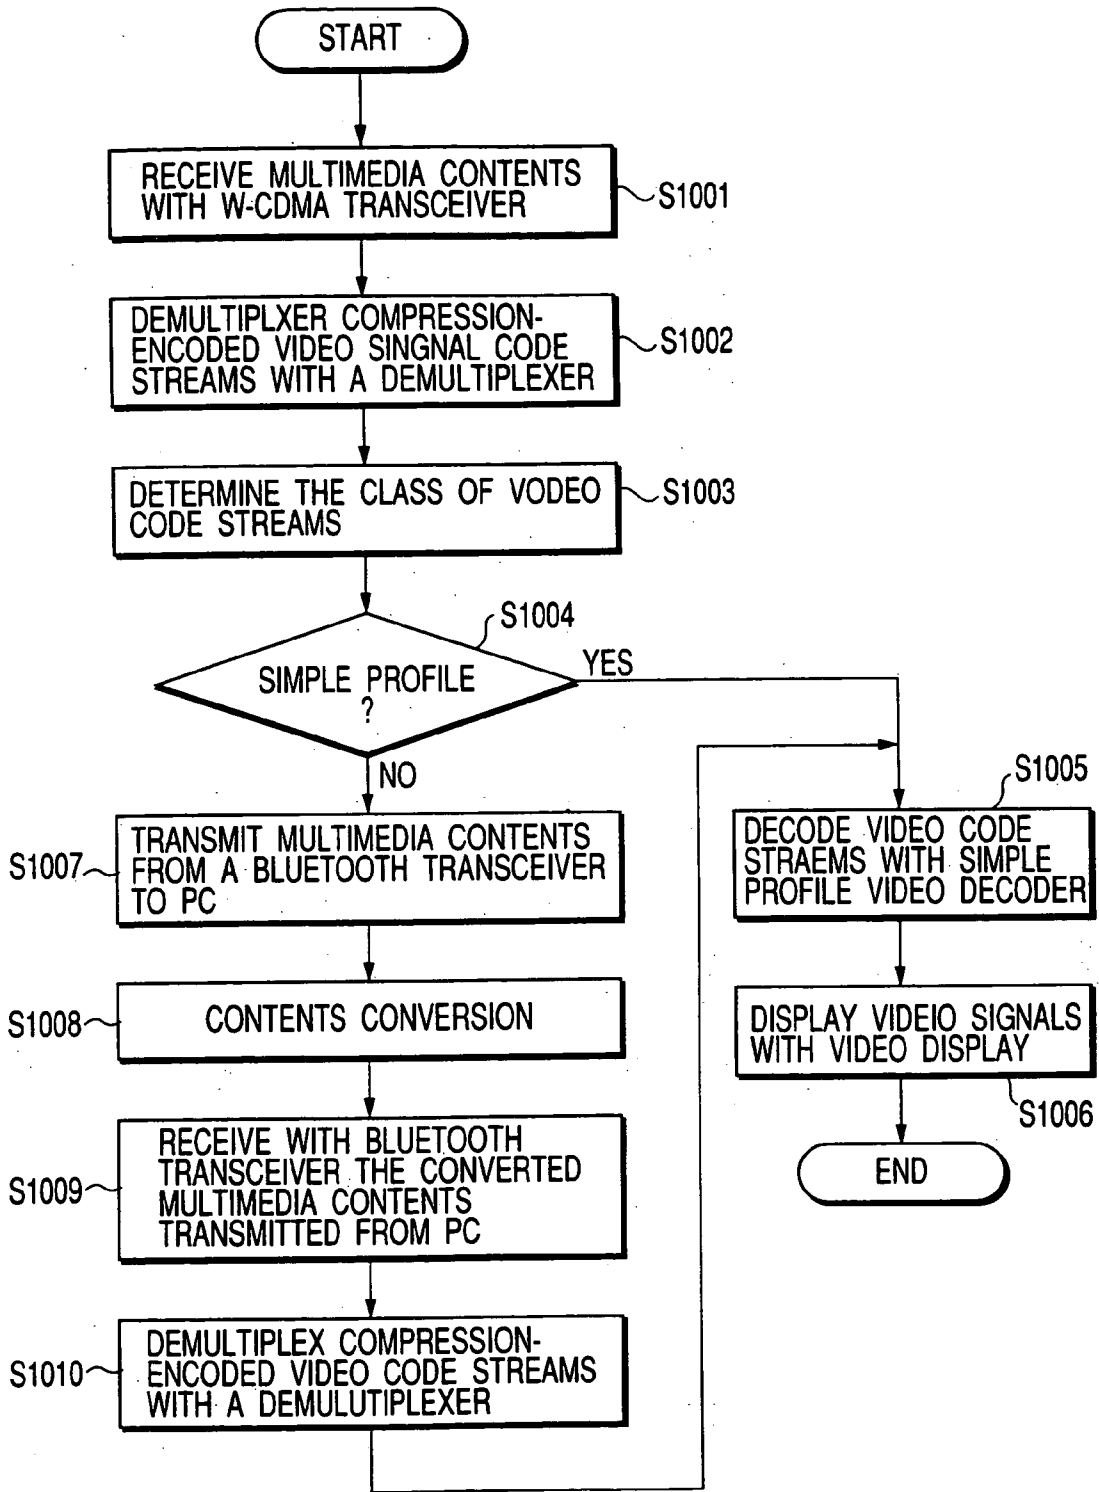 START
RECEIVE MULTIMEDIA CONTENTS
WITH W-CDMA TRANSCEIVER
S1001
DEMULTIPLXER COMPRESSION-
ENCODED VIDEO SINGNAL CODE
STREAMS WITH A DEMULTIPLEXER
S1002
DETERMINE THE CLASS OF VODEO
CODE STREAMS
S1003
S1004
SIMPLE PROFILE
?
YES
NO
S1007
TRANSMIT MULTIMEDIA CONTENTS
FROM A BLUETOOTH TRANSCEIVER
TO PC
S1008
CONTENTS CONVERSION
S1009
RECEIVE WITH BLUETOOTH
TRANSCEIVER THE CONVERTED
MULTIMEDIA CONTENTS
TRANSMITTED FROM PC
S1010
DEMULTIPLEX COMPRESSION-
ENCODED VIDEO CODE STREAMS
WITH A DEMULUTIPLEXER
S1005
DECODE VIDEO CODE
STRAEMS WITH SIMPLE
PROFILE VIDEO DECODER
DISPLAY VIDEIO SIGNALS
WITH VIDEO DISPLAY
S1006
END